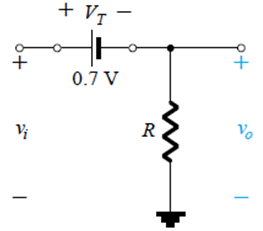 + V_T −
+ +
0.7 V
v_i R v_o
− −